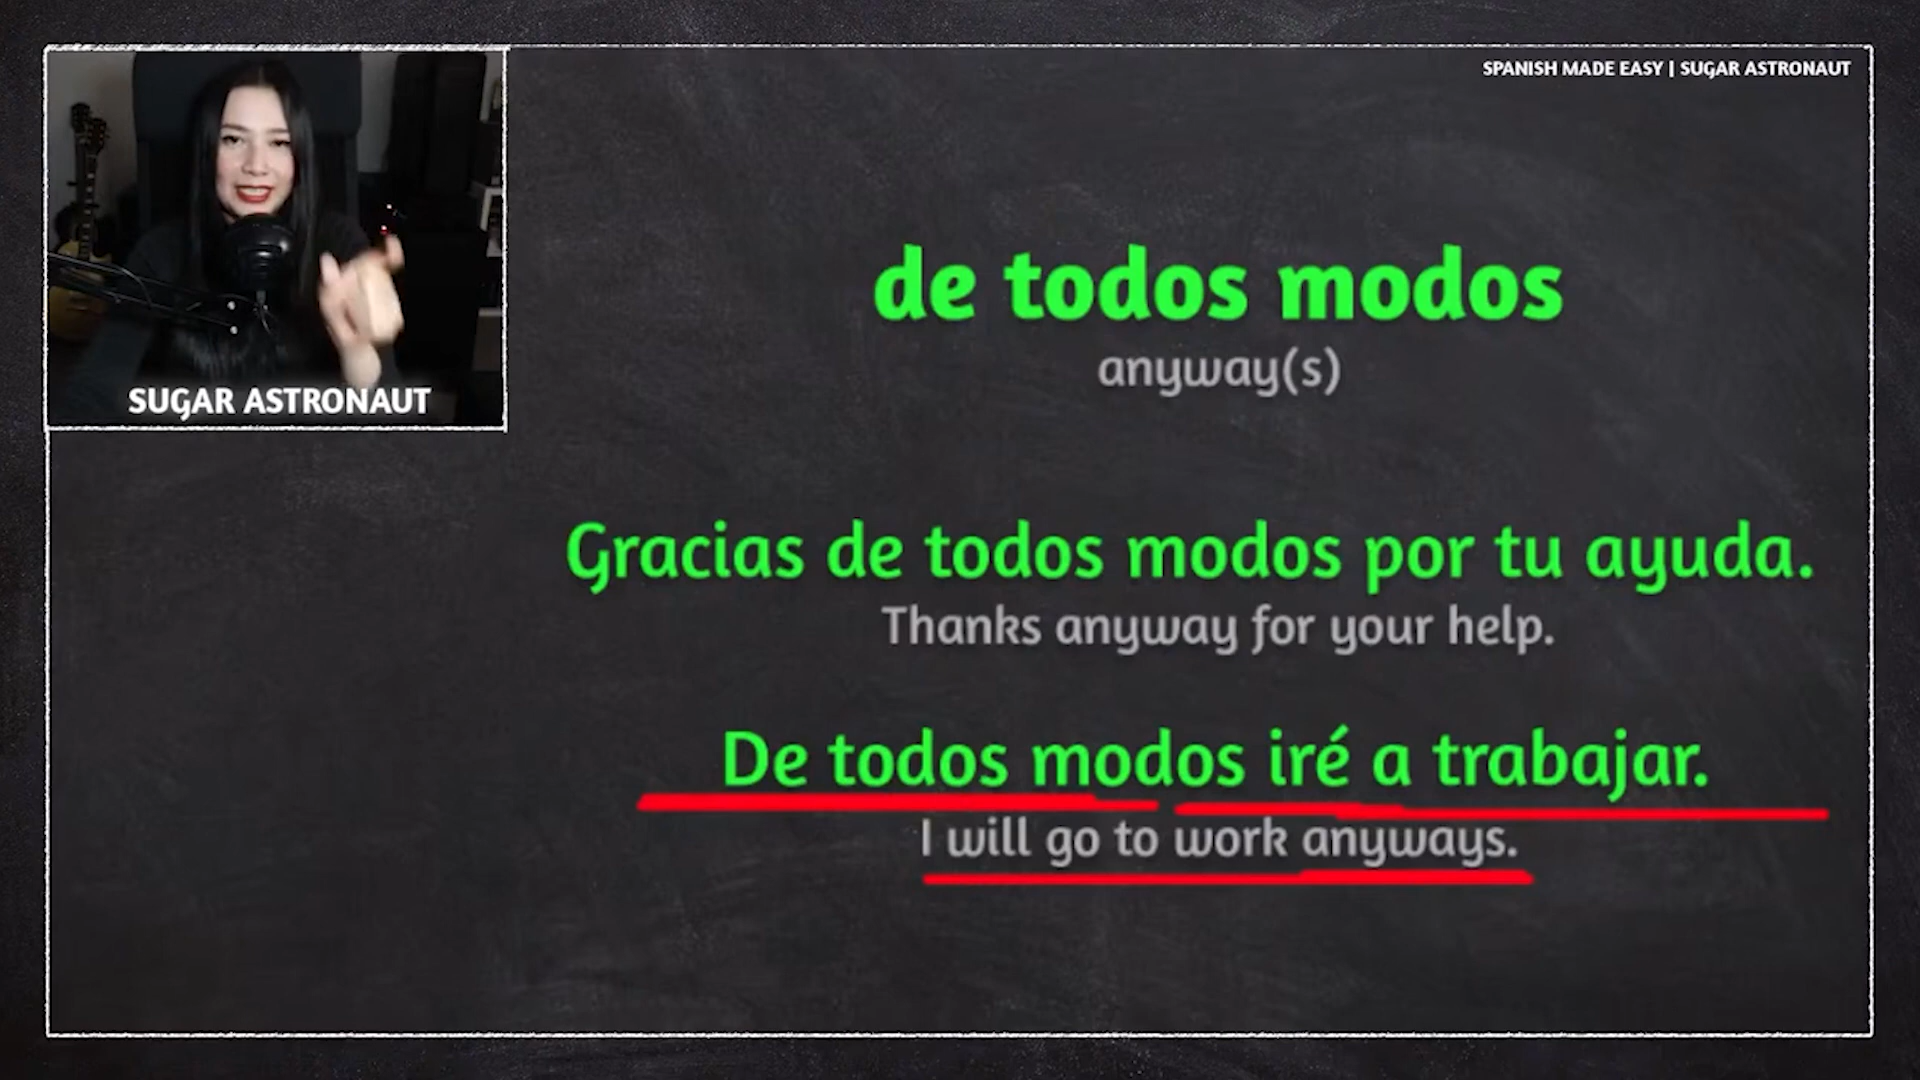 SPANISH MADE EASY | SUGAR ASTRONAUT
SUGAR ASTRONAUT
de todos modos
anyway(s)
Gracias de todos modos por tu ayuda.
Thanks anyway for your help.
De todos modos iré a trabajar.
I will go to work anyways.